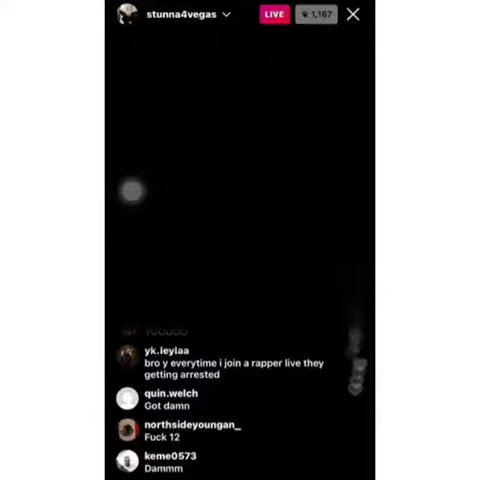 stunna4vegas
LIVE
1,167
yk.leylaa
bro y everytime i join a rapper live they
getting arrested
quin.welch
Got damn
northsideyoungan_
Fuck 12
keme0573
Dammm